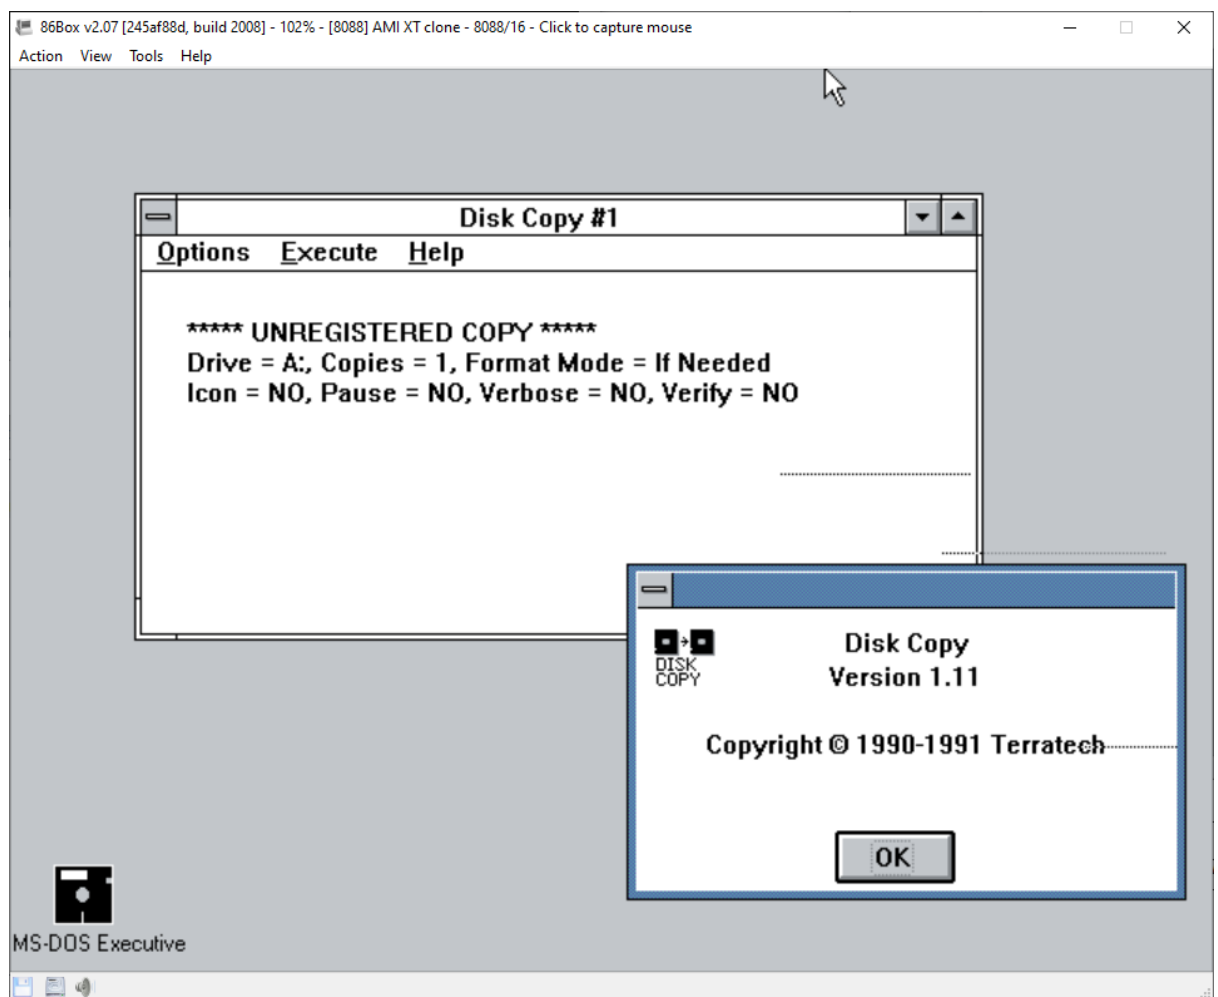 86Box v2.07 [245af88d, build 2008] - 102% - [8088] AMI XT clone - 8088/16 - Click to capture mouse
Action View Tools Help
Disk Copy #1
Options Execute Help
***** UNREGISTERED COPY *****
Drive = A:, Copies = 1, Format Mode = If Needed
Icon = NO, Pause = NO, Verbose = NO, Verify = NO
DISK
COPY
Disk Copy
Version 1.11
Copyright © 1990-1991 Terratech
OK
MS-DOS Executive